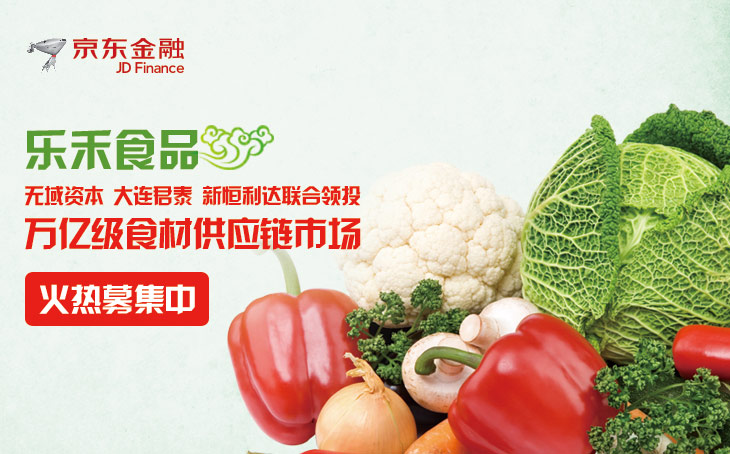 京东金融
JD Finance
乐禾食品
无域资本 大连君泰 新恒利达联合领投
万亿级食材供应链市场
火热募集中